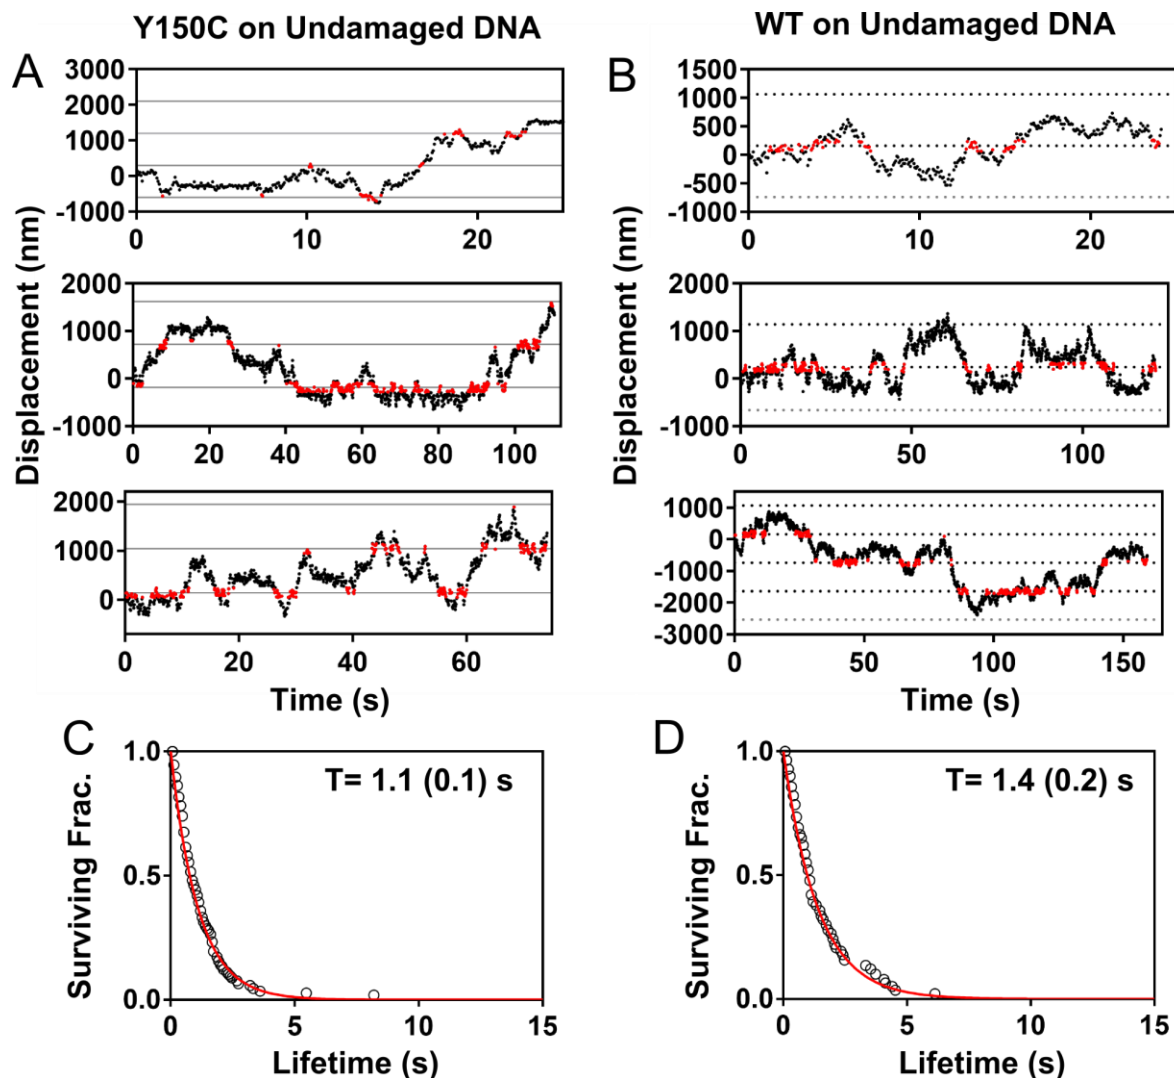 Y150C on Undamaged DNA
WT on Undamaged DNA
A
B
Displacement (nm)
Displacement (nm)
3000
2000
1000
0
-1000
0 10 20
1500
1000
500
0
-500
-1000
0 10 20
2000
1000
0
-1000
0 20 40 60 80 100
2000
1000
0
-1000
0 50 100
2000
1000
0
0 20 40 60
Time (s)
1000
0
-1000
-2000
-3000
0 50 100 150
Time (s)
C
T= 1.1 (0.1) s
Surviving Frac.
1.0
0.5
0.0
0 5 10 15
Lifetime (s)
D
T= 1.4 (0.2) s
Surviving Frac.
1.0
0.5
0.0
0 5 10 15
Lifetime (s)